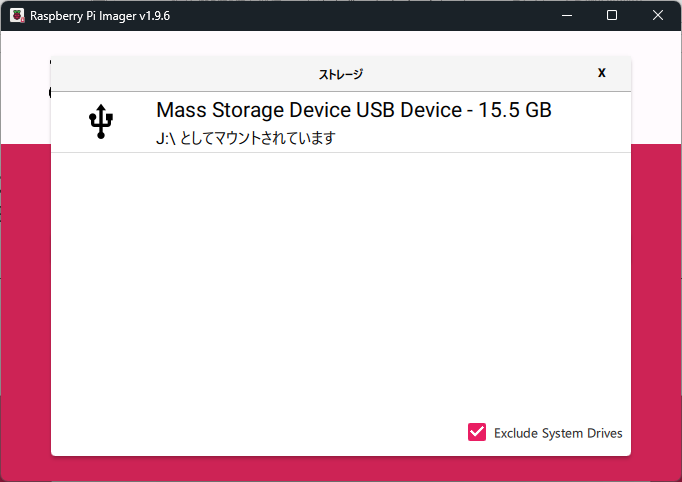 Raspberry Pi Imager v1.9.6
ストレージ
X
Mass Storage Device USB Device - 15.5 GB
J:\ としてマウントされています
Exclude System Drives